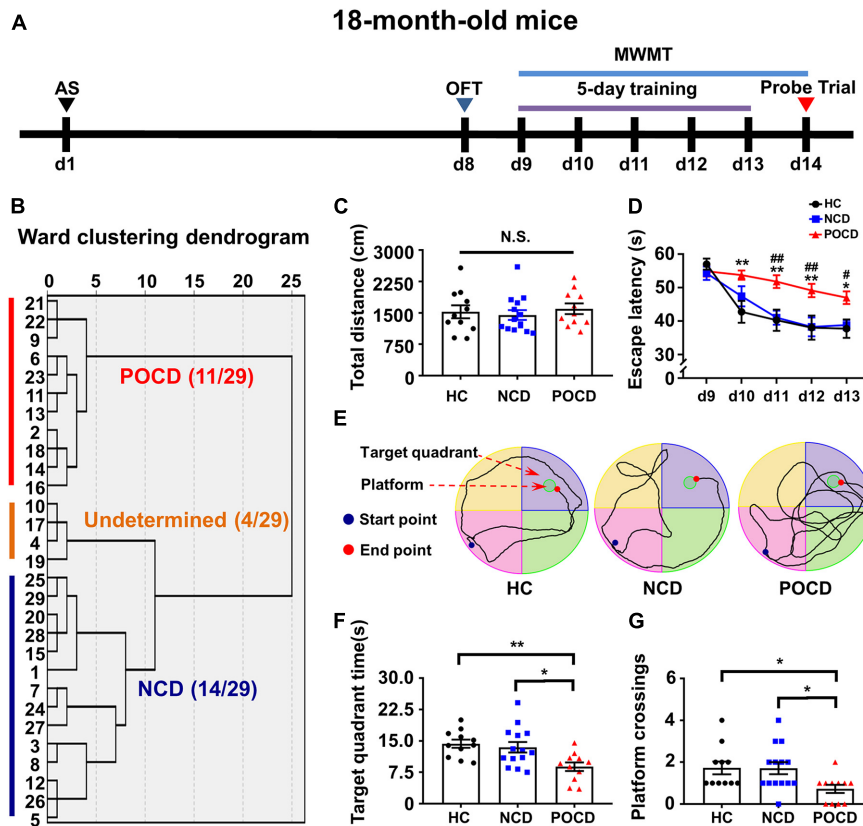 18-month-old mice
A
MWMT
AS
OFT
5-day training
Probe Trial
d1
d8
d9
d10
d11
d12
d13
d14
B
Ward clustering dendrogram
0 5 10 15 20 25
21
22
9
6
23
11
13
2
18
14
16
POCD (11/29)
10
17
4
19
Undetermined (4/29)
25
29
20
28
15
1
7
24
27
3
8
12
26
5
NCD (14/29)
C
Total distance (cm)
3000
2250
1500
750
0
N.S.
HC NCD POCD
D
HC
NCD
POCD
Escape latency (s)
60
50
40
30
0
**
##
**
##
**
#
*
d9 d10 d11 d12 d13
E
Target quadrant
Platform
Start point
End point
HC NCD POCD
F
Target quadrant time(s)
30.0
22.5
15.0
7.5
0
**
*
HC NCD POCD
G
Platform crossings
6
4
2
0
*
*
HC NCD POCD